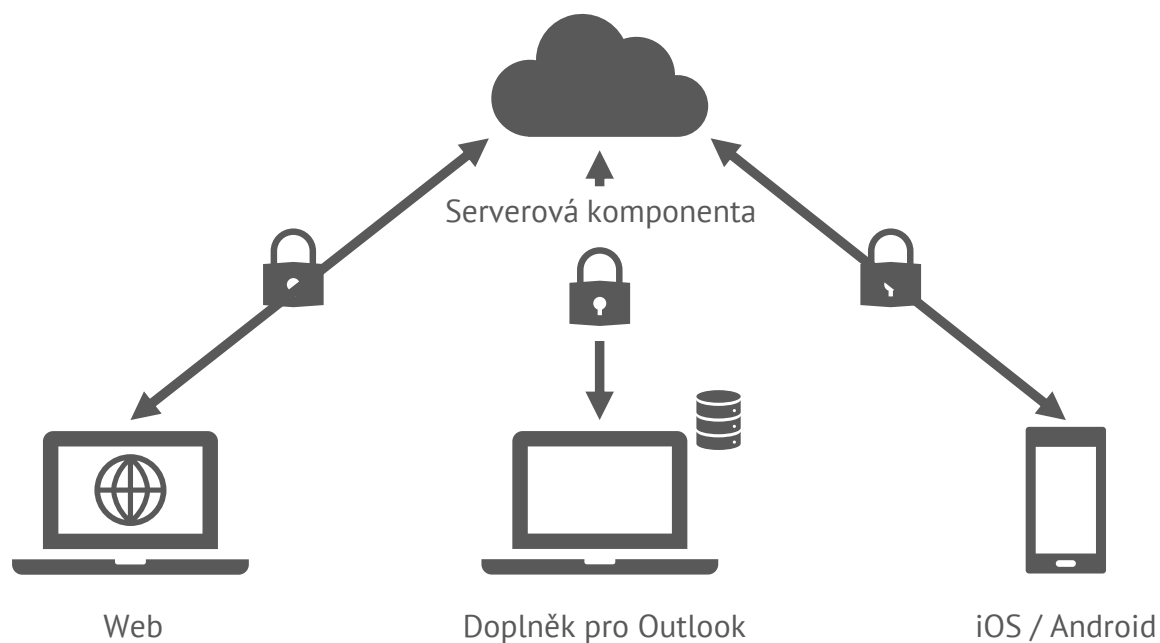 Serverová komponenta
Web
Doplněk pro Outlook
iOS / Android